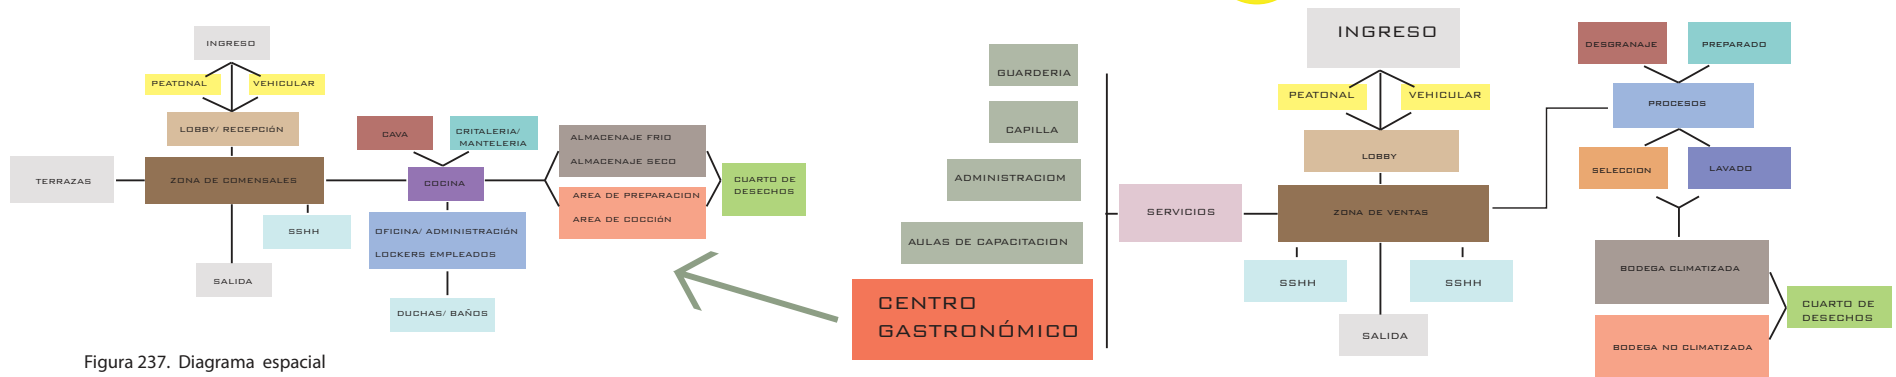 INGRESO
PEATONAL
VEHICULAR
LOBBY/ RECEPCIóN
TERRAZAS
ZONA DE COMENSALES
SSHH
SALIDA
CAVA
CRITALERIA/
MANTELERIA
COCINA
OFICINA/ ADMINISTRACIóN
LOCKERS EMPLEADOS
DUCHAS/ BAÑOS
ALMACENAJE FRIO
ALMACENAJE SECO
AREA DE PREPARACION
AREA DE COCCIóN
CUARTO DE
DESECHOS
Figura 237. Diagrama espacial
GUARDERIA
CAPILLA
ADMINISTRACIOM
AULAS DE CAPACITACION
CENTRO
GASTRONÓMICO
SERVICIOS
INGRESO
PEATONAL
VEHICULAR
LOBBY
ZONA DE VENTAS
SSHH
SSHH
SALIDA
DESGRANAJE
PREPARADO
PROCESOS
SELECCION
LAVADO
BODEGA CLIMATIZADA
BODEGA NO CLIMATIZADA
CUARTO DE
DESECHOS